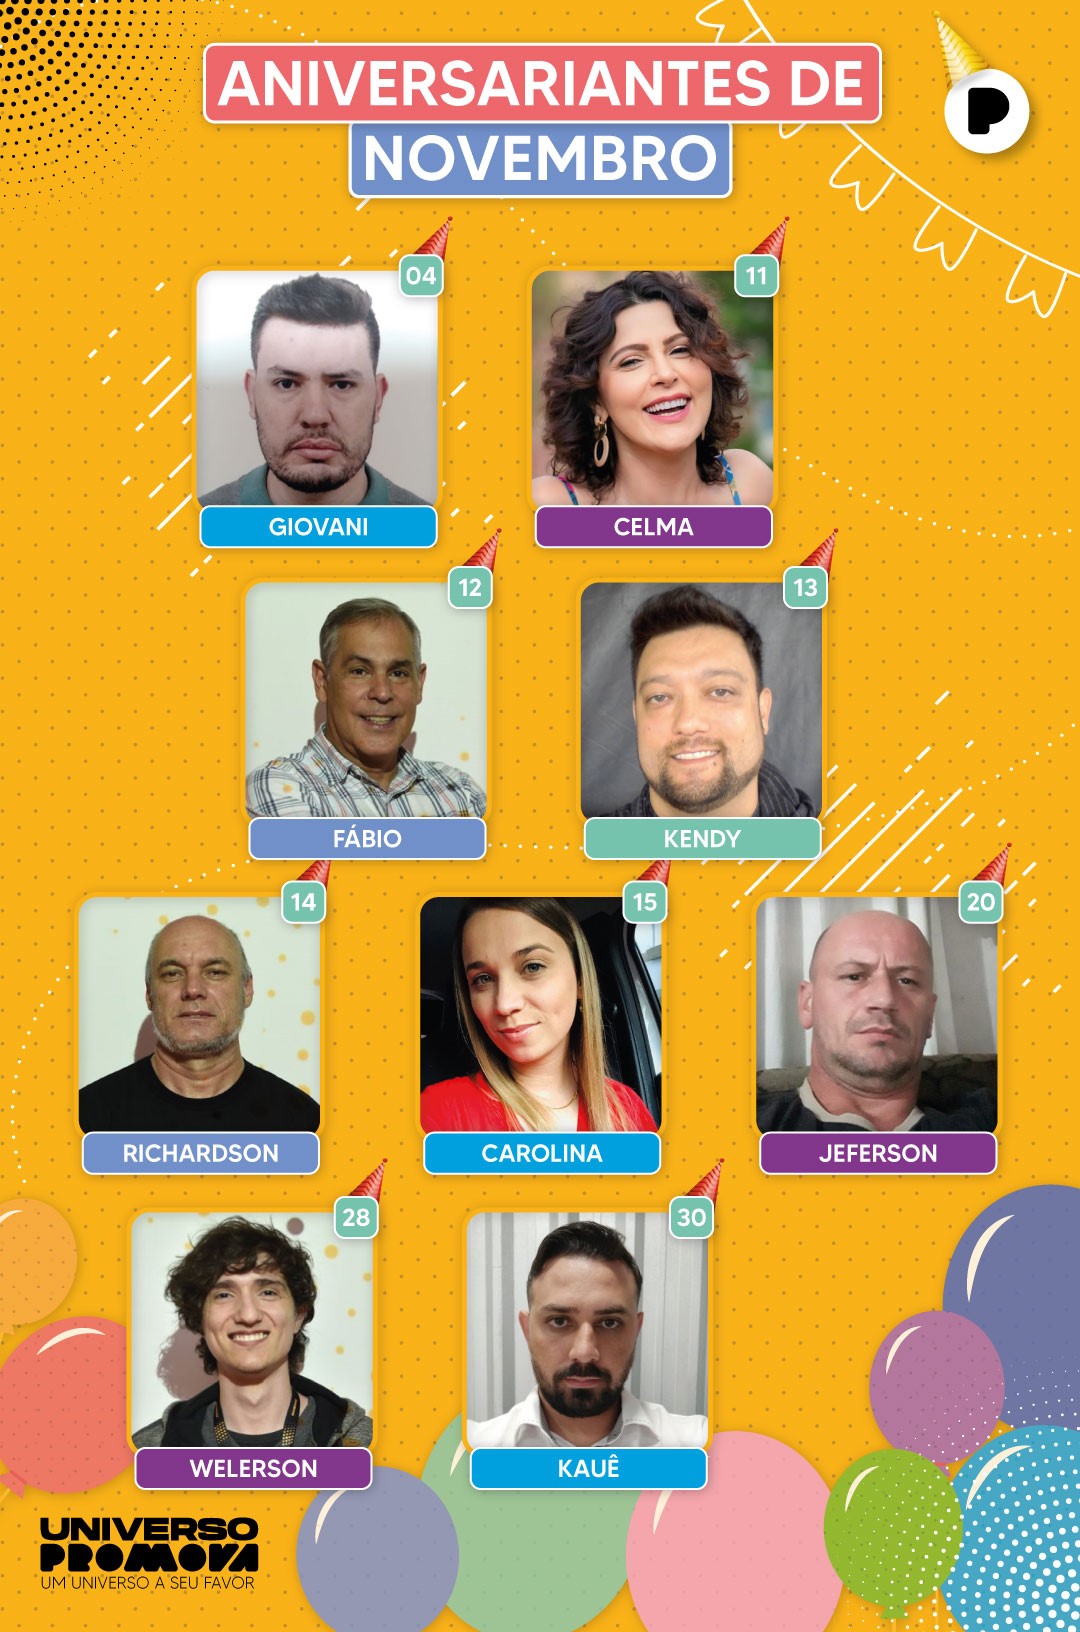 ANIVERSARIANTES DE
NOVEMBRO
P
04
11
GIOVANI
CELMA
12
13
FÁBIO
KENDY
14
15
20
RICHARDSON
CAROLINA
JEFERSON
28
30
WELERSON
KAUÊ
UNIVERSO
PROMOVA
UM UNIVERSO A SEU FAVOR